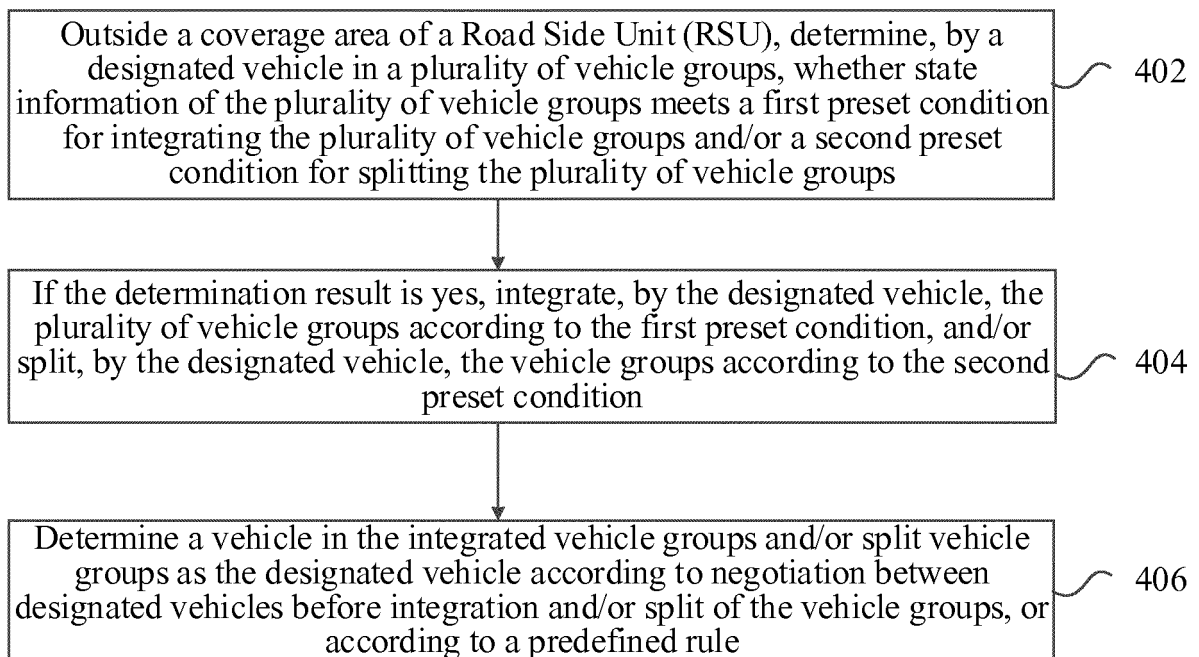 Outside a coverage area of a Road Side Unit (RSU), determine, by a
designated vehicle in a plurality of vehicle groups, whether state
information of the plurality of vehicle groups meets a first preset condition
for integrating the plurality of vehicle groups and/or a second preset
condition for splitting the plurality of vehicle groups
402
If the determination result is yes, integrate, by the designated vehicle, the
plurality of vehicle groups according to the first preset condition, and/or
split, by the designated vehicle, the vehicle groups according to the second
preset condition
404
Determine a vehicle in the integrated vehicle groups and/or split vehicle
groups as the designated vehicle according to negotiation between
designated vehicles before integration and/or split of the vehicle groups, or
according to a predefined rule
406